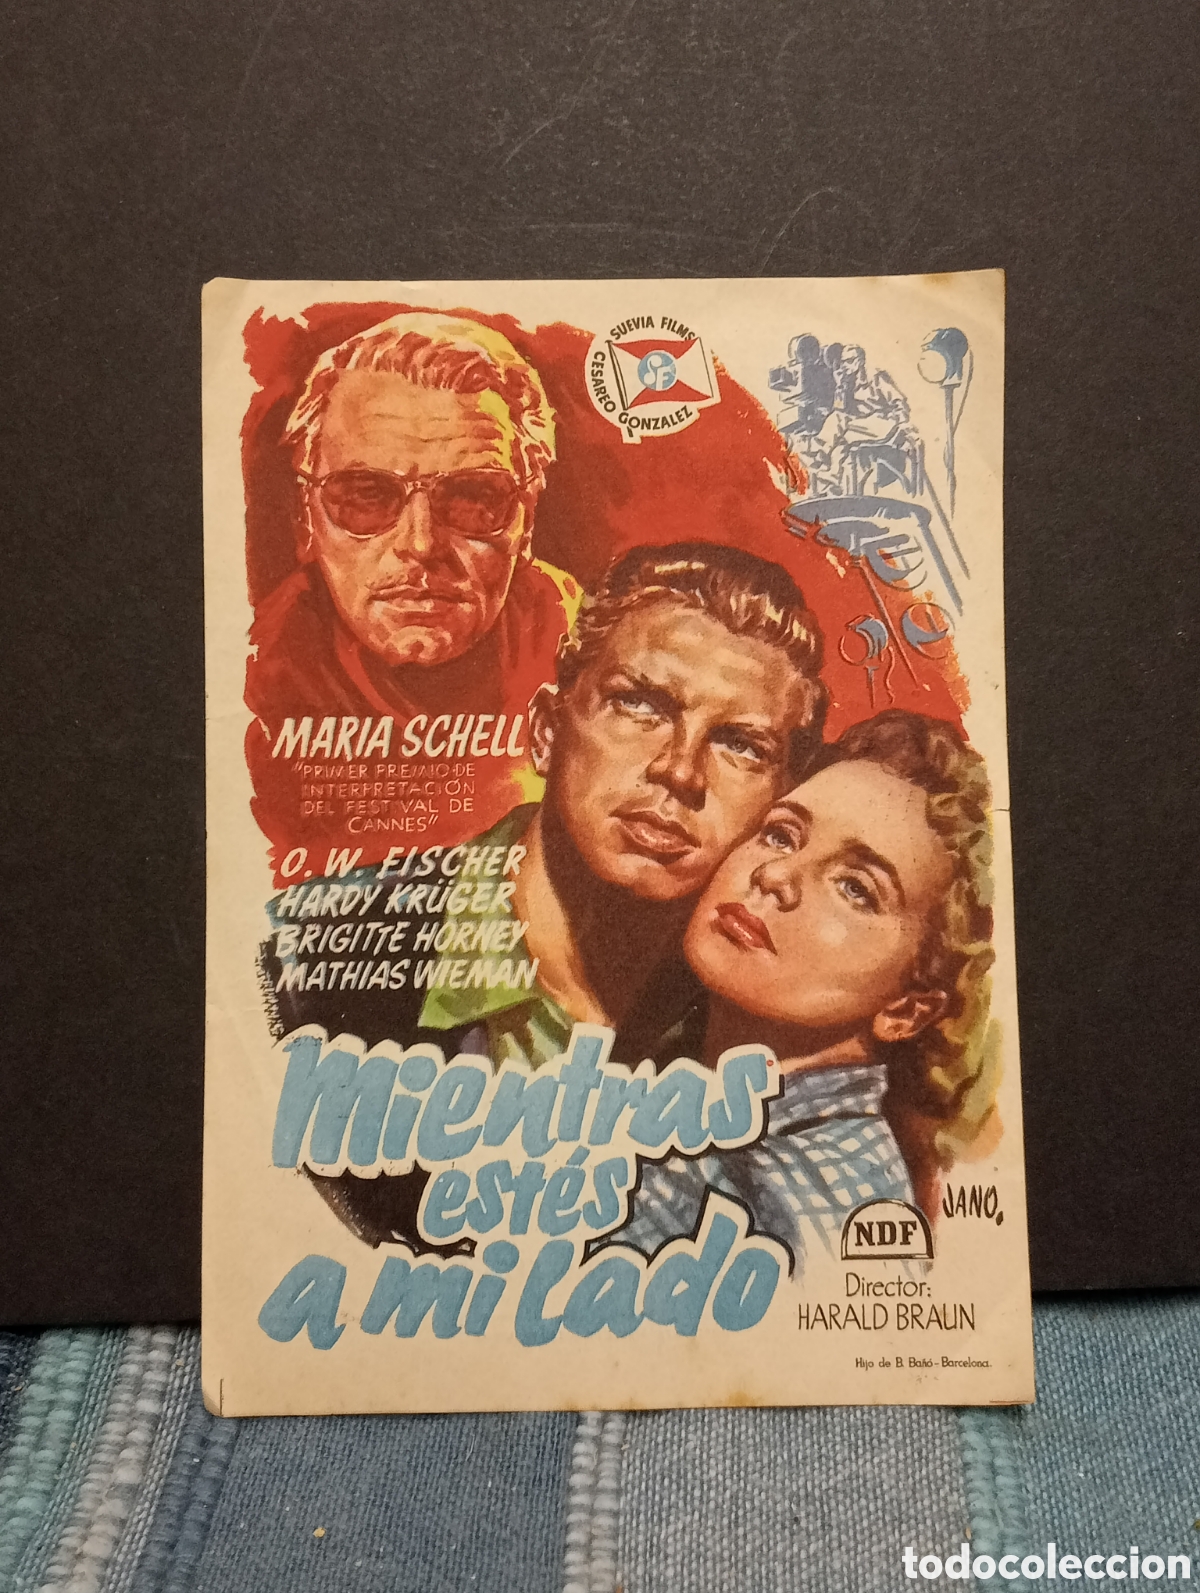 SUEVIA FILMS
CESAREO GONZALEZ
SF
MARIA SCHELL
"PRIMER PREMIO DE
INTERPRETACIÓN
DEL FESTIVAL DE
CANNES"
O. W. FISCHER
HARDY KRÜGER
BRIGITTE HORNEY
MATHIAS WIEMAN
Mientras
estés
a mi lado
JANO.
NDF
Director:
HARALD BRAUN
Hijo de B. Bañó - Barcelona.
todocoleccion